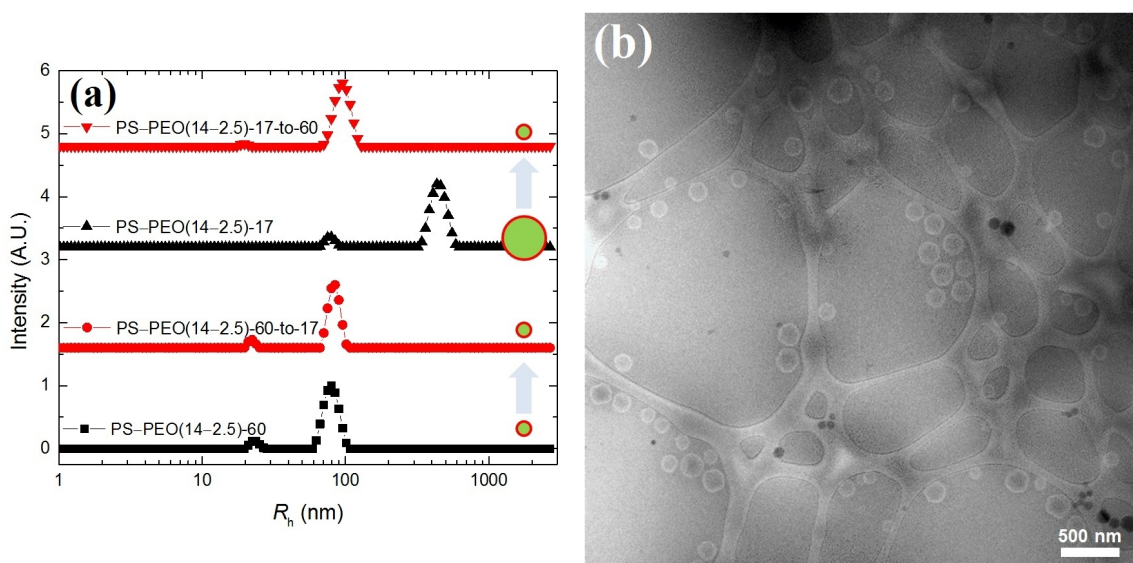 (a)
6
5
4
3
2
1
0
Intensity (A.U.)
PS–PEO(14–2.5)-17-to-60
PS–PEO(14–2.5)-17
PS–PEO(14–2.5)-60-to-17
PS–PEO(14–2.5)-60
1 10 100 1000
Rh (nm)
(b)
500 nm